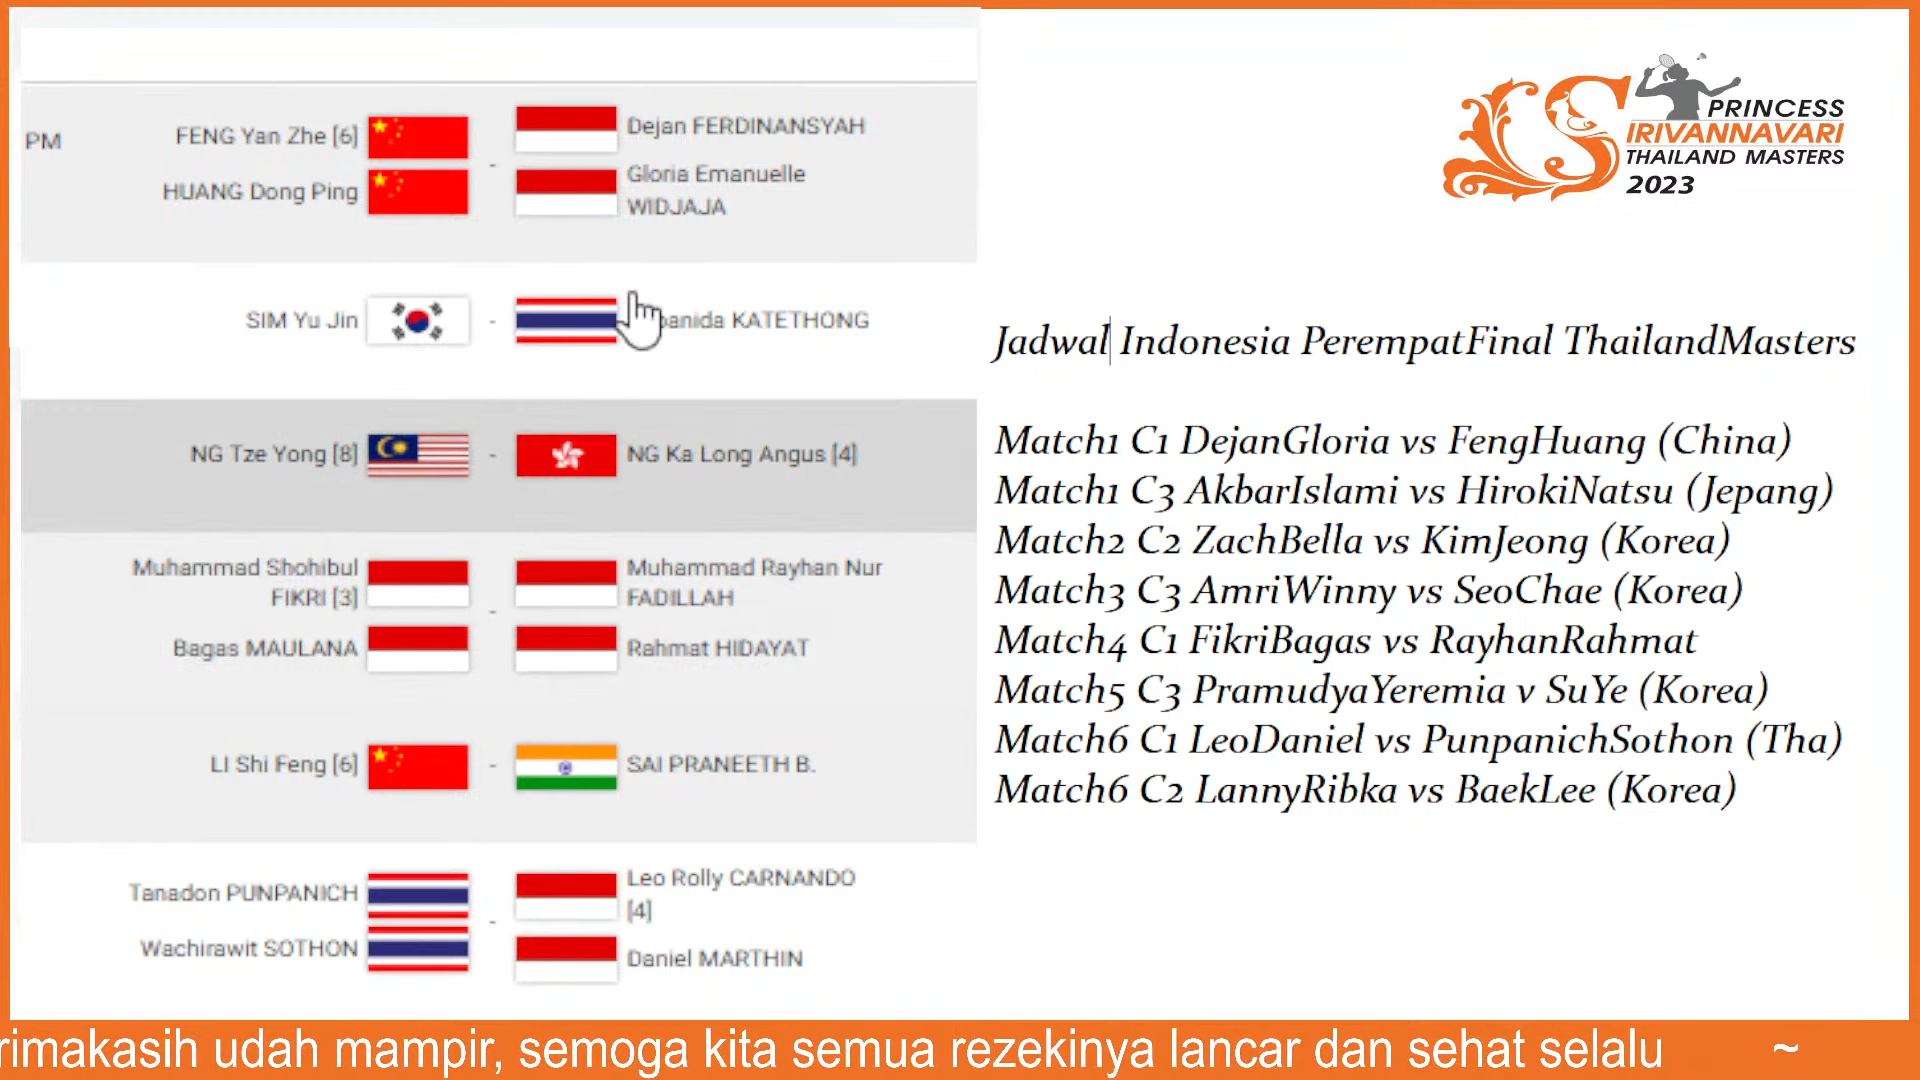 PM
FENG Yan Zhe [6]
HUANG Dong Ping
-
Dejan FERDINANSYAH
Gloria Emanuelle
WIDJAJA
SIM Yu Jin
-
KATETHONG
NG Tze Yong [8]
-
NG Ka Long Angus [4]
Muhammad Shohibul
FIKRI [3]
Bagas MAULANA
-
Muhammad Rayhan Nur
FADILLAH
Rahmat HIDAYAT
LI Shi Feng [6]
-
SAI PRANEETH B.
Tanadon PUNPANICH
Wachirawit SOTHON
-
Leo Rolly CARNANDO
[4]
Daniel MARTHIN
PRINCESS
SIRIVANNAVARI
THAILAND MASTERS
2023
Jadwal Indonesia PerempatFinal ThailandMasters
Match1 C1 DejanGloria vs FengHuang (China)
Match1 C3 AkbarIslami vs HirokiNatsu (Jepang)
Match2 C2 ZachBella vs KimJeong (Korea)
Match3 C3 AmriWinny vs SeoChae (Korea)
Match4 C1 FikriBagas vs RayhanRahmat
Match5 C3 PramudyaYeremia v SuYe (Korea)
Match6 C1 LeoDaniel vs PunpanichSothon (Tha)
Match6 C2 LannyRibka vs BaekLee (Korea)
rimakasih udah mampir, semoga kita semua rezekinya lancar dan sehat selalu ~